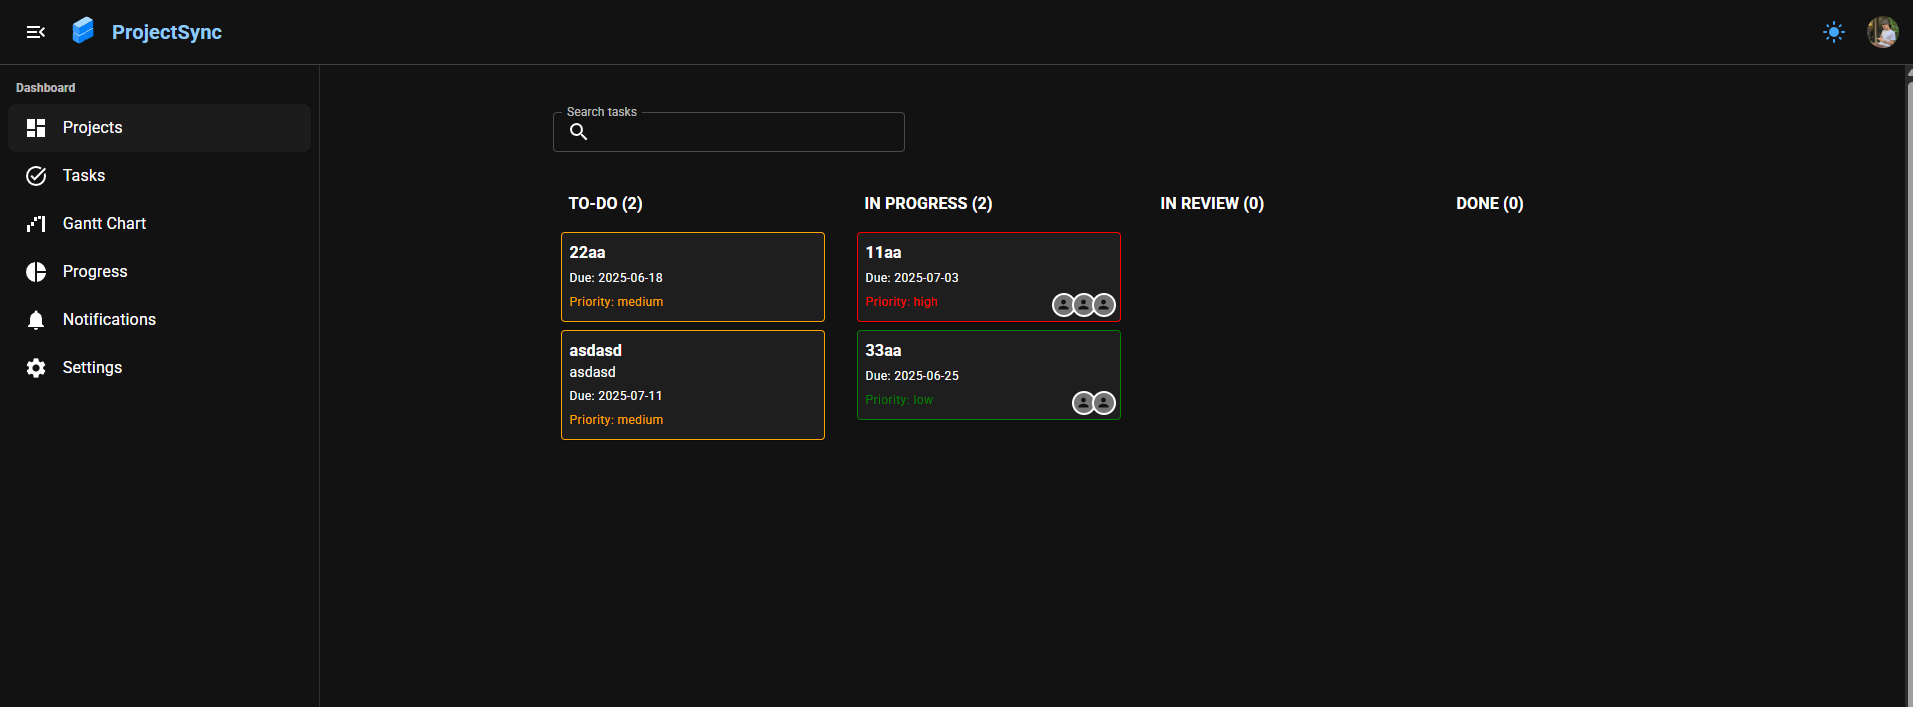 ProjectSync
Dashboard
Projects
Tasks
Gantt Chart
Progress
Notifications
Settings
Search tasks
TO-DO (2)
22aa
Due: 2025-06-18
Priority: medium
asdasd
asdasd
Due: 2025-07-11
Priority: medium
IN PROGRESS (2)
11aa
Due: 2025-07-03
Priority: high
33aa
Due: 2025-06-25
Priority: low
IN REVIEW (0)
DONE (0)